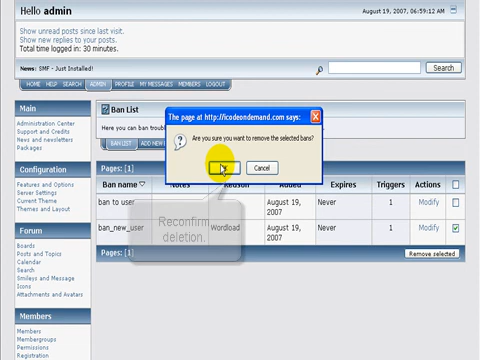 Hello admin
August 19, 2007, 06:59:12 AM
Show unread posts since last visit.
Show new replies to your posts.
Total time logged in: 30 minutes.
News: SMF - Just Installed!
Search
HOME HELP SEARCH ADMIN PROFILE MY MESSAGES MEMBERS LOGOUT
Main
Administration Center
Support and Credits
News and newsletters
Packages
Configuration
Features and Options
Server Settings
Current Theme
Themes and Layout
Forum
Boards
Posts and Topics
Calendar
Search
Smileys and Message
Icons
Attachments and Avatars
Members
Members
Membergroups
Permissions
Registration
Ban List
Here you can ban troub
BAN LIST ADD NEW
The page at http://icodeondemand.com says:
Are you sure you want to remove the selected bans?
Cancel
Pages: [1]
Ban name Notes Reason Added Expires Triggers Actions
ban to user August 19, 2007 Never 1 Modify
ban_new_user Wordload August 19, 2007 Never 1 Modify
Reconfirm
deletion.
Pages: [1] Remove selected